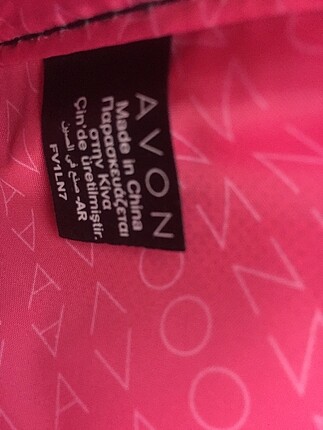 AVON
Made in China
Παρασκευάζεται
στην Κίνα
Çin'de üretilmiştir.
صنع في الصين -AR
FV1LN7